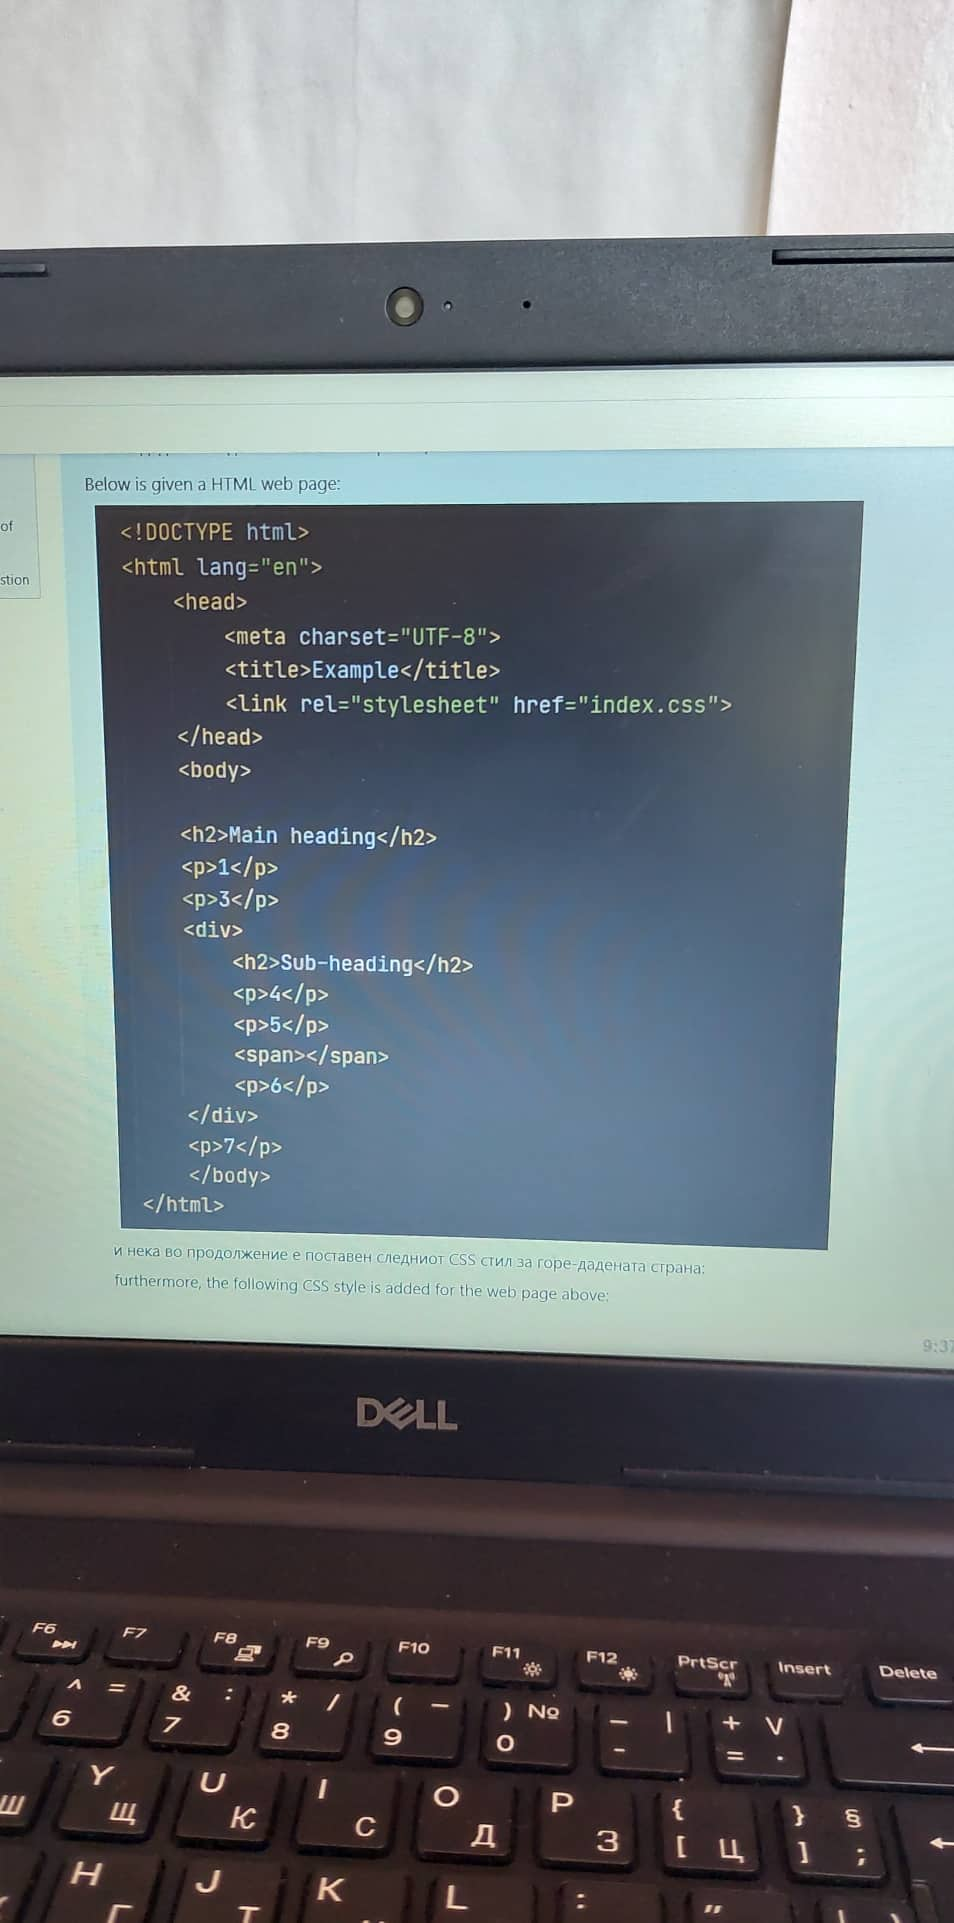 of
stion
Below is given a HTML web page:
<!DOCTYPE html>
<html lang="en">
<head>
<meta charset="UTF-8">
<title>Example</title>
<link rel="stylesheet" href="index.css">
</head>
<body>
<h2>Main heading</h2>
<p>1</p>
<p>3</p>
<div>
<h2>Sub-heading</h2>
<p>4</p>
<p>5</p>
<span></span>
<p>6</p>
</div>
<p>7</p>
</body>
</html>
и нека во продолжение е поставен следниот CSS стил за горе-дадената страна:
furthermore, the following CSS style is added for the web page above:
9:37
DELL
F6 F7 F8 F9 F10 F11 F12 PrtScr Insert Delete
^ = & : * / ( _ ) № _ | + V
6 7 8 9 0 - = .
Y U I O P { } §
Ш Щ Ќ С Д З [ Ц ] ;
H J K L : "